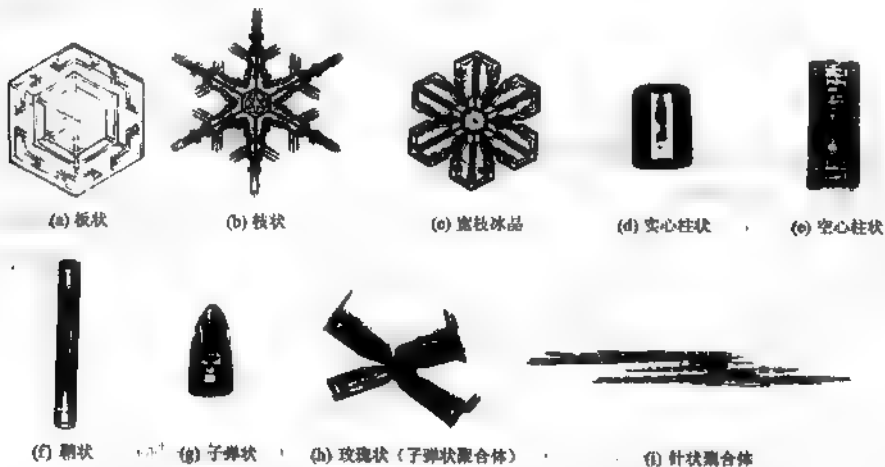 (a) 板状 (b) 枝状 (c) 宽枝冰晶 (d) 实心柱状 (e) 空心柱状
(f) 鞘状 (g) 子弹状 (h) 玫瑰状（子弹状聚合体） (i) 针状聚合体